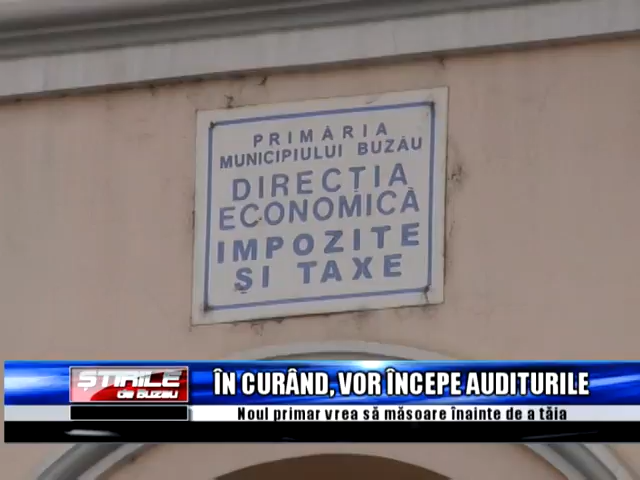 PRIMĂRIA
MUNICIPIULUI BUZĂU
DIRECȚIA
ECONOMICĂ
IMPOZITE
ȘI TAXE
ȘTIRILE
DE BUZĂU
ÎN CURÂND, VOR ÎNCEPE AUDITURILE
Noul primar vrea să măsoare înainte de a tăia